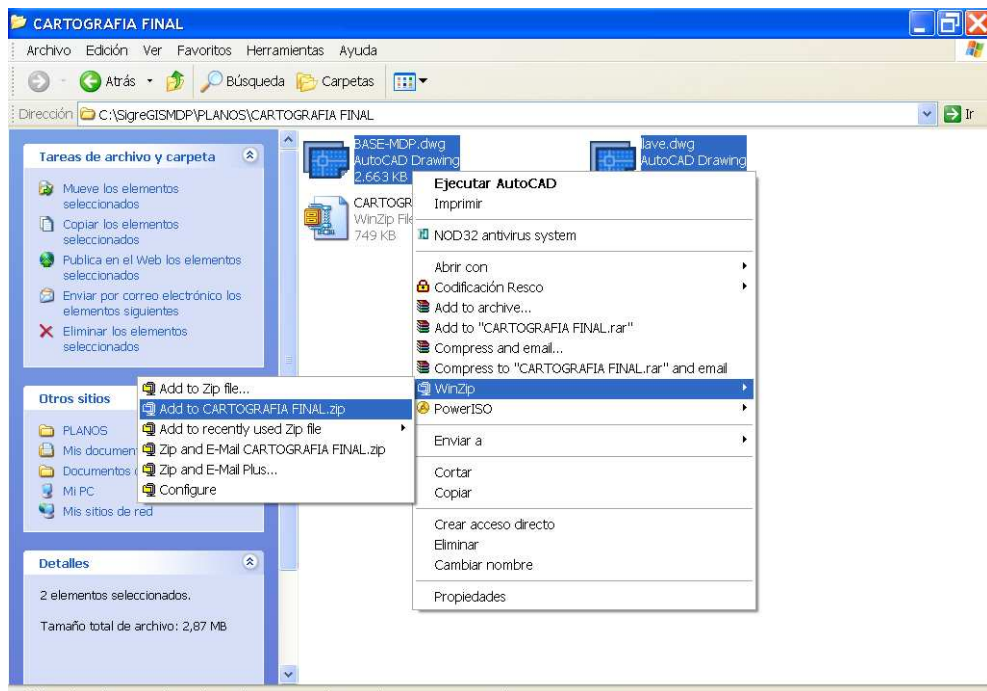 CARTOGRAFIA FINAL
Archivo Edición Ver Favoritos Herramientas Ayuda
Atrás Búsqueda Carpetas
Dirección C:\SigreGISMDP\PLANOS\CARTOGRAFIA FINAL Ir
Tareas de archivo y carpeta
Mueve los elementos
seleccionados
Copiar los elementos
seleccionados
Publica en el Web los elementos
seleccionados
Enviar por correo electrónico los
elementos siguientes
Eliminar los elementos
seleccionados
Otros sitios
PLANOS
Mis documen
Documentos
Mi PC
Mis sitios de red
Detalles
2 elementos seleccionados.
Tamaño total de archivo: 2,87 MB
BASE-MDP.dwg
AutoCAD Drawing
2.663 KB
lave.dwg
AutoCAD Drawing
CARTOGR
WinZip File
749 KB
Ejecutar AutoCAD
Imprimir
NOD32 antivirus system
Abrir con
Codificación Resco
Add to archive...
Add to "CARTOGRAFIA FINAL.rar"
Compress and email...
Compress to "CARTOGRAFIA FINAL.rar" and email
WinZip
PowerISO
Enviar a
Cortar
Copiar
Crear acceso directo
Eliminar
Cambiar nombre
Propiedades
Add to Zip file...
Add to CARTOGRAFIA FINAL.zip
Add to recently used Zip file
Zip and E-Mail CARTOGRAFIA FINAL.zip
Zip and E-Mail Plus...
Configure